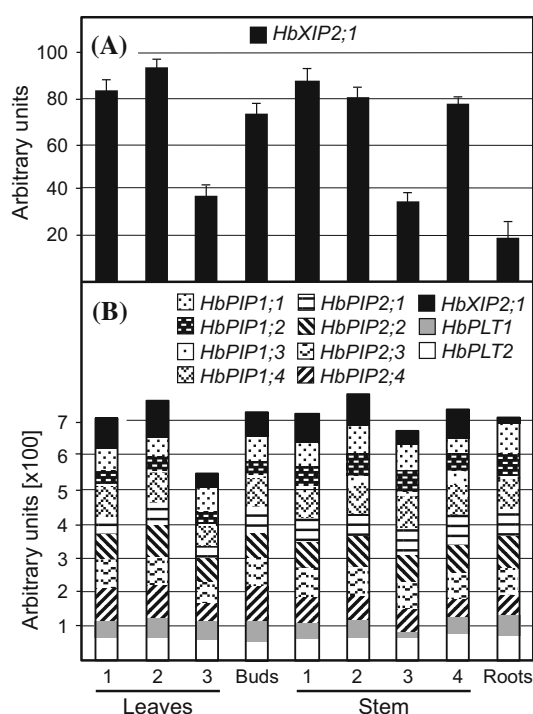 (A)
HbXIP2;1
Arbitrary units
100
80
60
40
20
(B)
HbPIP1;1 HbPIP2;1 HbXIP2;1
HbPIP1;2 HbPIP2;2 HbPLT1
HbPIP1;3 HbPIP2;3 HbPLT2
HbPIP1;4 HbPIP2;4
Arbitrary units [x100]
7
6
5
4
3
2
1
1 2 3 Buds 1 2 3 4 Roots
Leaves Stem